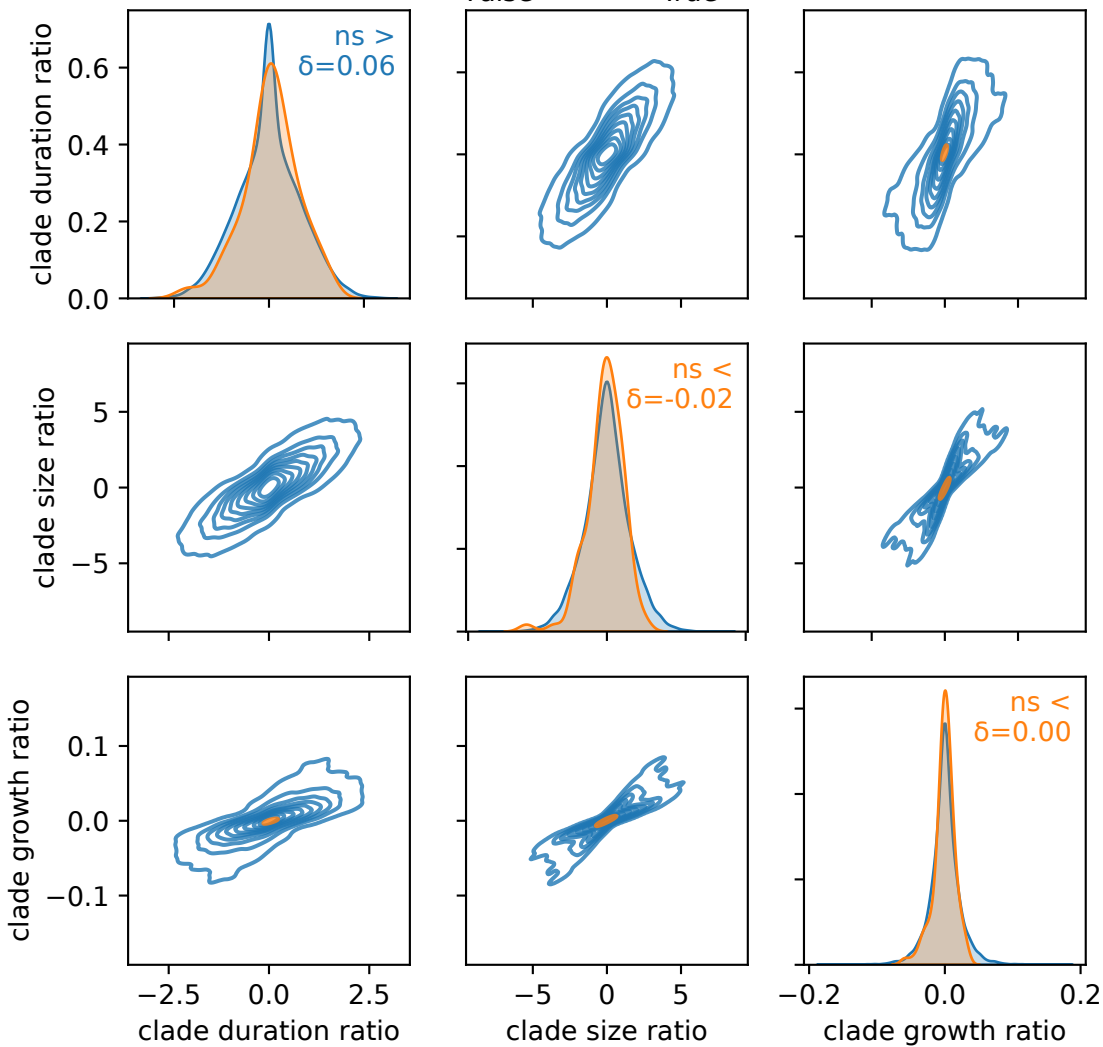 clade duration ratio
0.6
0.4
0.2
0.0
ns >
δ=0.06
clade size ratio
5
0
−5
ns <
δ=-0.02
clade growth ratio
0.1
0.0
−0.1
ns <
δ=0.00
−2.5 0.0 2.5
clade duration ratio
−5 0 5
clade size ratio
−0.2 0.0 0.2
clade growth ratio